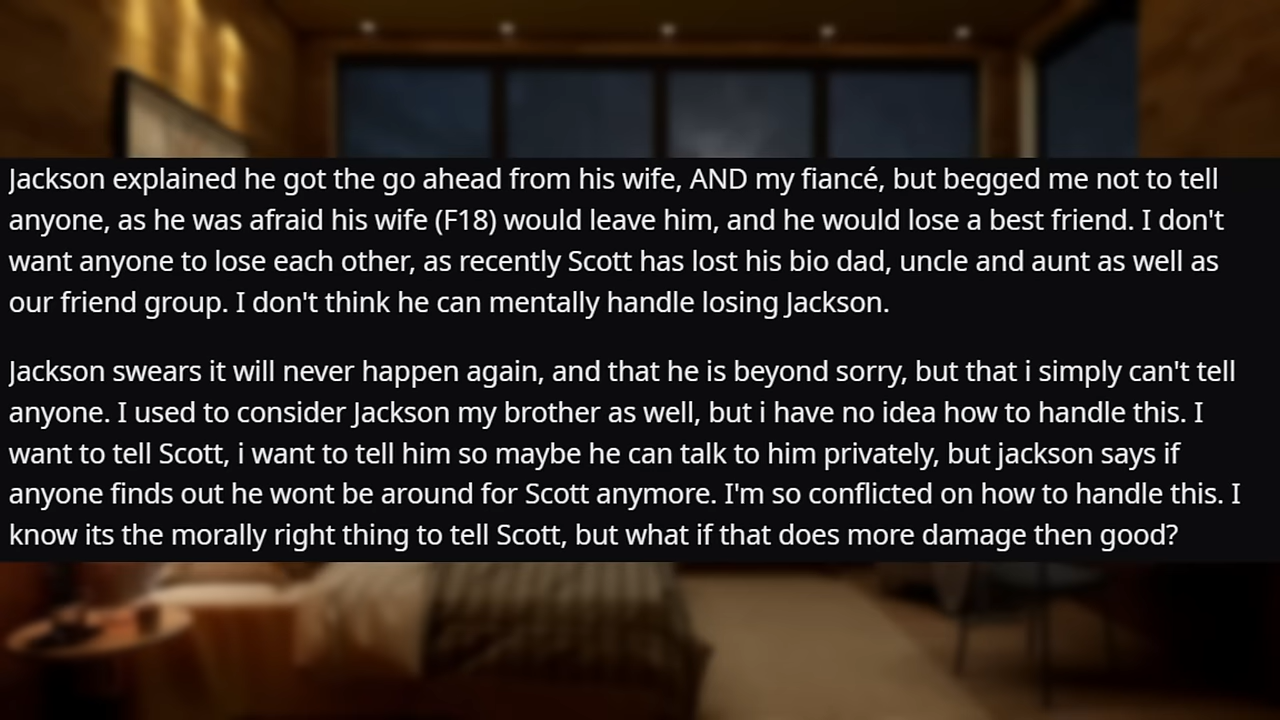 Jackson explained he got the go ahead from his wife, AND my fiancé, but begged me not to tell
anyone, as he was afraid his wife (F18) would leave him, and he would lose a best friend. I don't
want anyone to lose each other, as recently Scott has lost his bio dad, uncle and aunt as well as
our friend group. I don't think he can mentally handle losing Jackson.
Jackson swears it will never happen again, and that he is beyond sorry, but that i simply can't tell
anyone. I used to consider Jackson my brother as well, but i have no idea how to handle this. I
want to tell Scott, i want to tell him so maybe he can talk to him privately, but jackson says if
anyone finds out he wont be around for Scott anymore. I'm so conflicted on how to handle this. I
know its the morally right thing to tell Scott, but what if that does more damage then good?